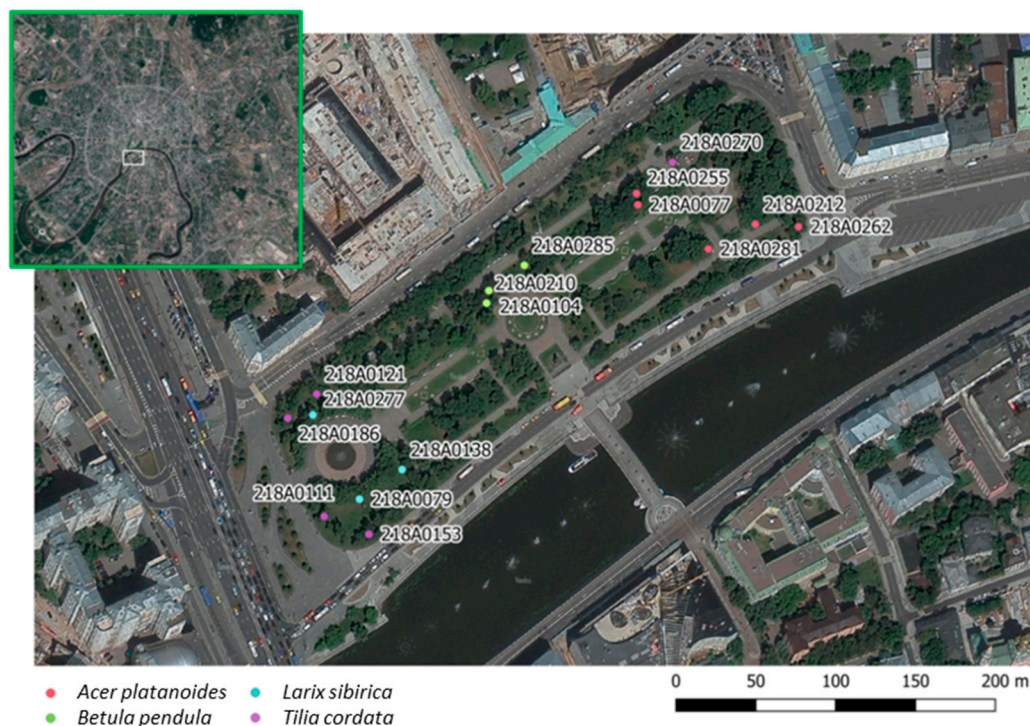 218A0270
218A0255
218A0077
218A0212
218A0262
218A0281
218A0285
218A0210
218A0104
218A0121
218A0277
218A0186
218A0138
218A0111
218A0079
218A0153
Acer platanoides
Larix sibirica
Betula pendula
Tilia cordata
0 50 100 150 200 m